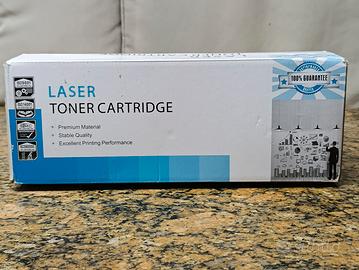 LASER
TONER CARTRIDGE
Premium Material
Stable Quality
Excellent Printing Performance
100% GUARANTEE